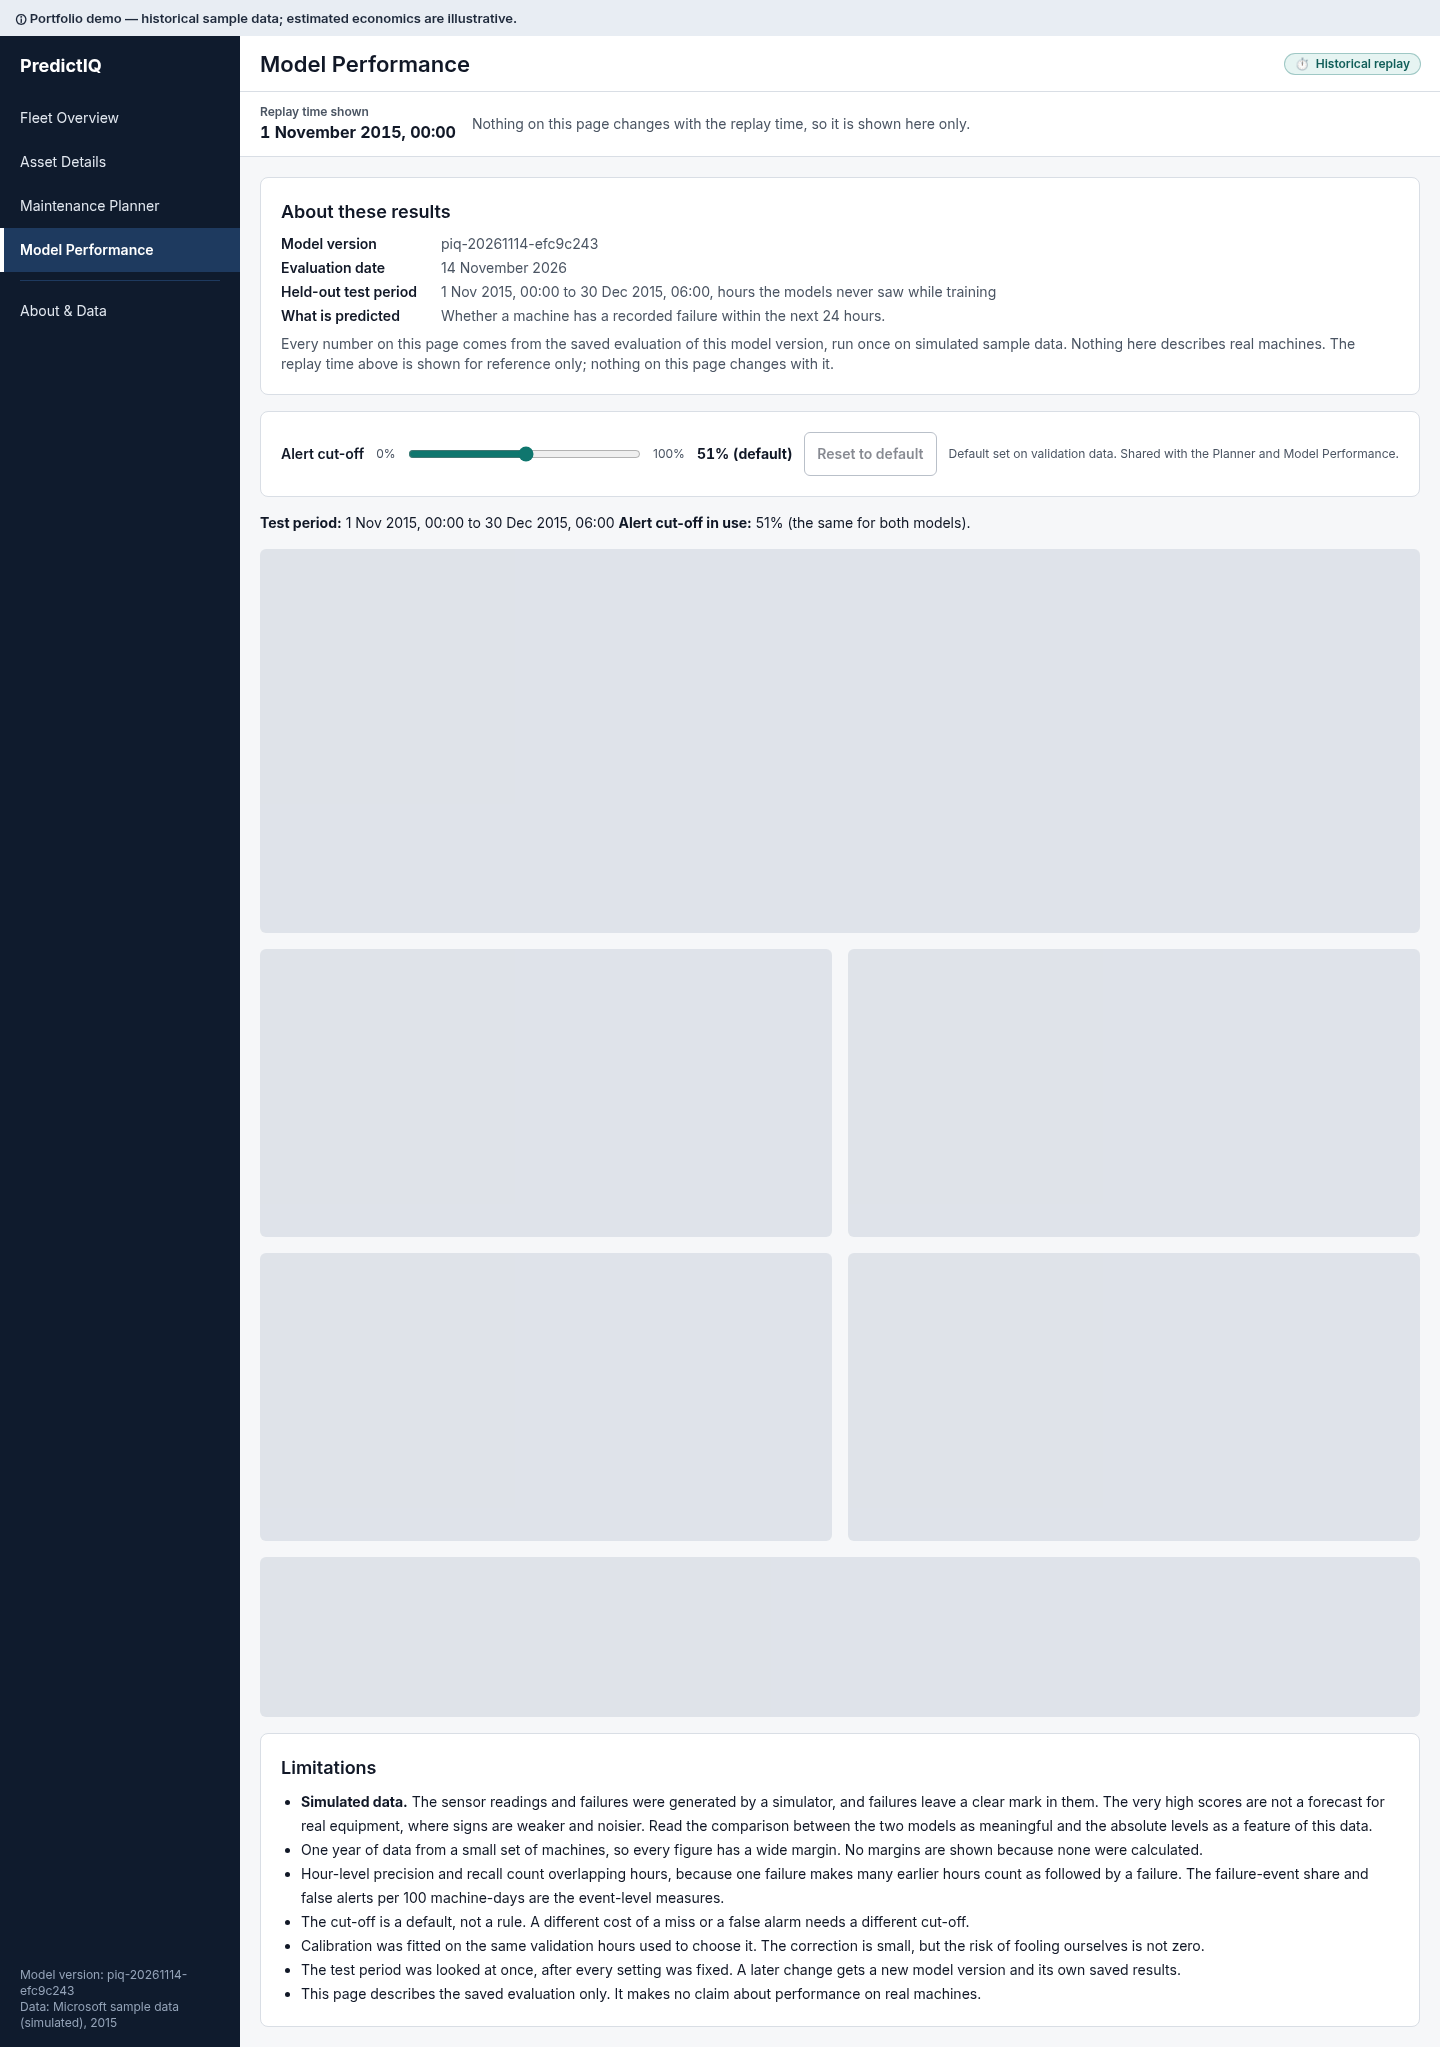 Portfolio demo — historical sample data; estimated economics are illustrative.
PredictIQ
Fleet Overview
Asset Details
Maintenance Planner
Model Performance
About & Data
Model version: piq-20261114-
efc9c243
Data: Microsoft sample data
(simulated), 2015
Model Performance
Historical replay
Replay time shown
1 November 2015, 00:00
Nothing on this page changes with the replay time, so it is shown here only.
About these results
Model version piq-20261114-efc9c243
Evaluation date 14 November 2026
Held-out test period 1 Nov 2015, 00:00 to 30 Dec 2015, 06:00, hours the models never saw while training
What is predicted Whether a machine has a recorded failure within the next 24 hours.
Every number on this page comes from the saved evaluation of this model version, run once on simulated sample data. Nothing here describes real machines. The
replay time above is shown for reference only; nothing on this page changes with it.
Alert cut-off 0% 100% 51% (default) Reset to default Default set on validation data. Shared with the Planner and Model Performance.
Test period: 1 Nov 2015, 00:00 to 30 Dec 2015, 06:00 Alert cut-off in use: 51% (the same for both models).
Limitations
• Simulated data. The sensor readings and failures were generated by a simulator, and failures leave a clear mark in them. The very high scores are not a forecast for
real equipment, where signs are weaker and noisier. Read the comparison between the two models as meaningful and the absolute levels as a feature of this data.
• One year of data from a small set of machines, so every figure has a wide margin. No margins are shown because none were calculated.
• Hour-level precision and recall count overlapping hours, because one failure makes many earlier hours count as followed by a failure. The failure-event share and
false alerts per 100 machine-days are the event-level measures.
• The cut-off is a default, not a rule. A different cost of a miss or a false alarm needs a different cut-off.
• Calibration was fitted on the same validation hours used to choose it. The correction is small, but the risk of fooling ourselves is not zero.
• The test period was looked at once, after every setting was fixed. A later change gets a new model version and its own saved results.
• This page describes the saved evaluation only. It makes no claim about performance on real machines.